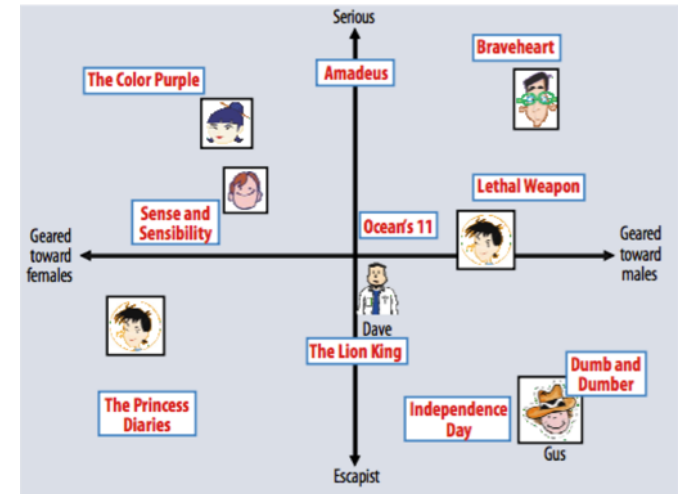 Serious
Braveheart
Amadeus
The Color Purple
Lethal Weapon
Sense and
Sensibility
Ocean's 11
Geared
toward
females
Geared
toward
males
Dave
The Lion King
Dumb and
Dumber
The Princess
Diaries
Independence
Day
Gus
Escapist